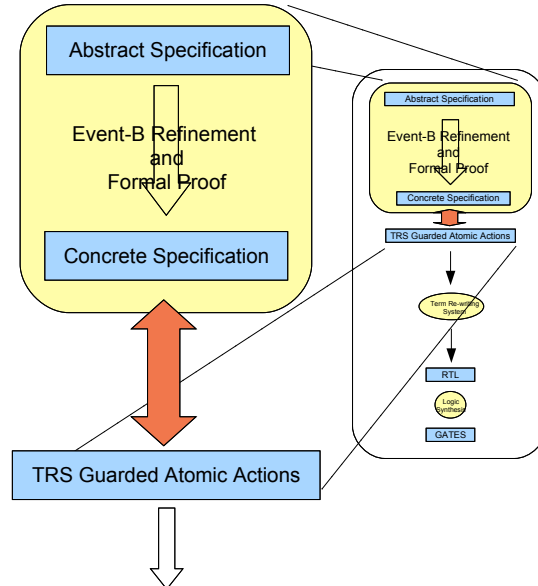 Abstract Specification
Event-B Refinement
and
Formal Proof
Concrete Specification
TRS Guarded Atomic Actions
Abstract Specification
Event-B Refinement
and
Formal Proof
Concrete Specification
TRS Guarded Atomic Actions
Term Re-writing
System
RTL
Logic
Synthesis
GATES